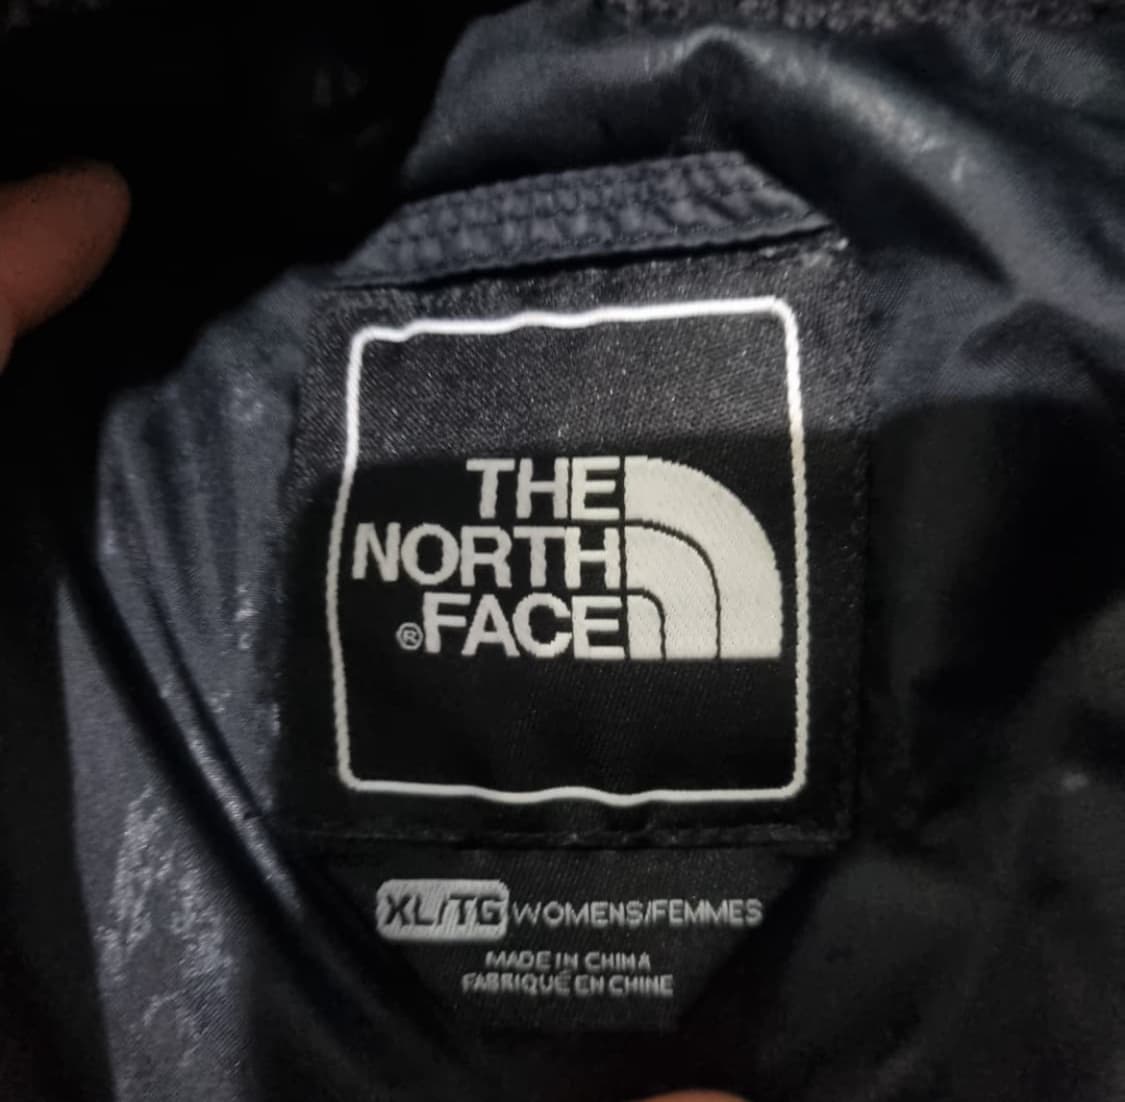 THE
NORTH
®FACE
XL/TG WOMENS/FEMMES
MADE IN CHINA
FABRIQUÉ EN CHINE